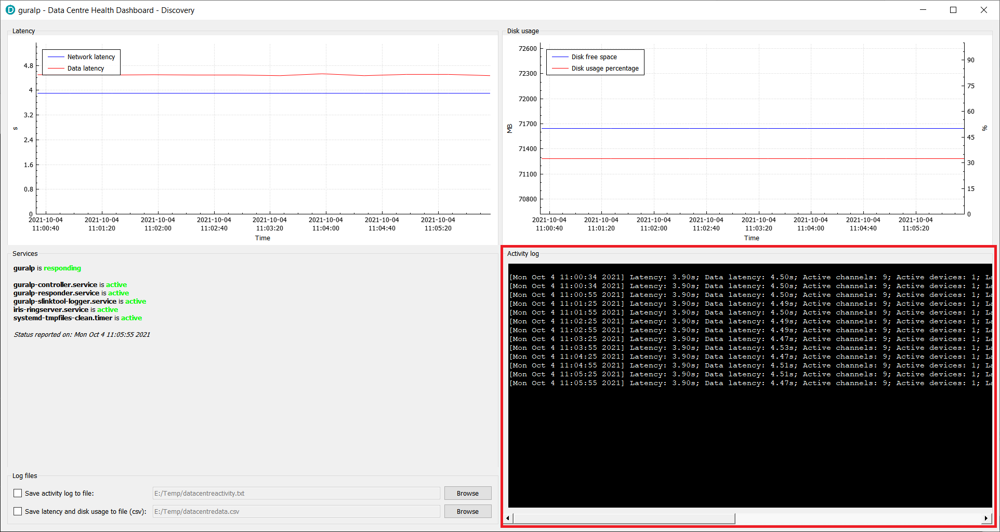 guralp - Data Centre Health Dashboard - Discovery
Latency
Network latency
Data latency
4.8
4
3.2
2.4
1.6
0.8
0
s
2021-10-04 2021-10-04 2021-10-04 2021-10-04 2021-10-04 2021-10-04 2021-10-04 2021-10-04
11:00:40 11:01:20 11:02:00 11:02:40 11:03:20 11:04:00 11:04:40 11:05:20
Time
Disk usage
Disk free space
Disk usage percentage
72600
72300
72000
71700
71400
71100
70800
MB
90
75
60
45
30
15
0
%
2021-10-04 2021-10-04 2021-10-04 2021-10-04 2021-10-04 2021-10-04 2021-10-04 2021-10-04
11:00:40 11:01:20 11:02:00 11:02:40 11:03:20 11:04:00 11:04:40 11:05:20
Time
Services
guralp is responding
guralp-controller.service is active
guralp-responder.service is active
guralp-slinktool-logger.service is active
iris-ringserver.service is active
systemd-tmpfiles-clean.timer is active
Status reported on: Mon Oct 4 11:05:55 2021
Log files
Save activity log to file: E:/Temp/datacentreactivity.txt Browse
Save latency and disk usage to file (csv): E:/Temp/datacentredata.csv Browse
Activity log
[Mon Oct 4 11:00:34 2021] Latency: 3.90s; Data latency: 4.50s; Active channels: 9; Active devices: 1; La
[Mon Oct 4 11:00:34 2021] Latency: 3.90s; Data latency: 4.50s; Active channels: 9; Active devices: 1; La
[Mon Oct 4 11:00:55 2021] Latency: 3.90s; Data latency: 4.50s; Active channels: 9; Active devices: 1; La
[Mon Oct 4 11:01:25 2021] Latency: 3.90s; Data latency: 4.49s; Active channels: 9; Active devices: 1; La
[Mon Oct 4 11:01:55 2021] Latency: 3.90s; Data latency: 4.50s; Active channels: 9; Active devices: 1; La
[Mon Oct 4 11:02:25 2021] Latency: 3.90s; Data latency: 4.49s; Active channels: 9; Active devices: 1; La
[Mon Oct 4 11:02:55 2021] Latency: 3.90s; Data latency: 4.49s; Active channels: 9; Active devices: 1; La
[Mon Oct 4 11:03:25 2021] Latency: 3.90s; Data latency: 4.47s; Active channels: 9; Active devices: 1; La
[Mon Oct 4 11:03:55 2021] Latency: 3.90s; Data latency: 4.53s; Active channels: 9; Active devices: 1; La
[Mon Oct 4 11:04:25 2021] Latency: 3.90s; Data latency: 4.47s; Active channels: 9; Active devices: 1; La
[Mon Oct 4 11:04:55 2021] Latency: 3.90s; Data latency: 4.51s; Active channels: 9; Active devices: 1; La
[Mon Oct 4 11:05:25 2021] Latency: 3.90s; Data latency: 4.51s; Active channels: 9; Active devices: 1; La
[Mon Oct 4 11:05:55 2021] Latency: 3.90s; Data latency: 4.47s; Active channels: 9; Active devices: 1; La